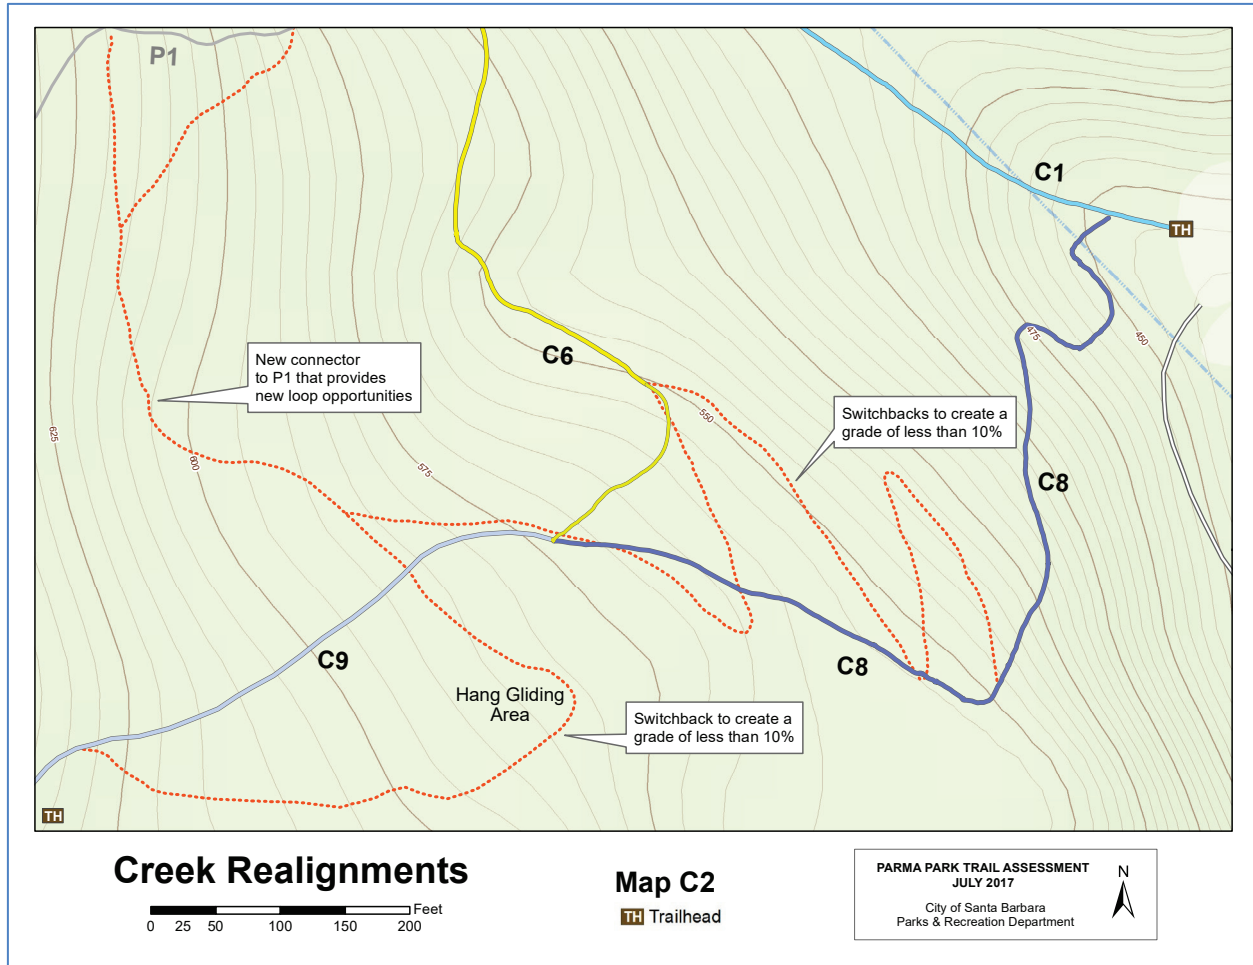 P1
C1
TH
450
475
C6
New connector
to P1 that provides
new loop opportunities
550
Switchbacks to create a
grade of less than 10%
625
600
575
C8
C9
C8
Hang Gliding
Area
Switchback to create a
grade of less than 10%
TH
Creek Realignments
Feet
0 25 50 100 150 200
Map C2
TH Trailhead
PARMA PARK TRAIL ASSESSMENT
JULY 2017
City of Santa Barbara
Parks & Recreation Department
N